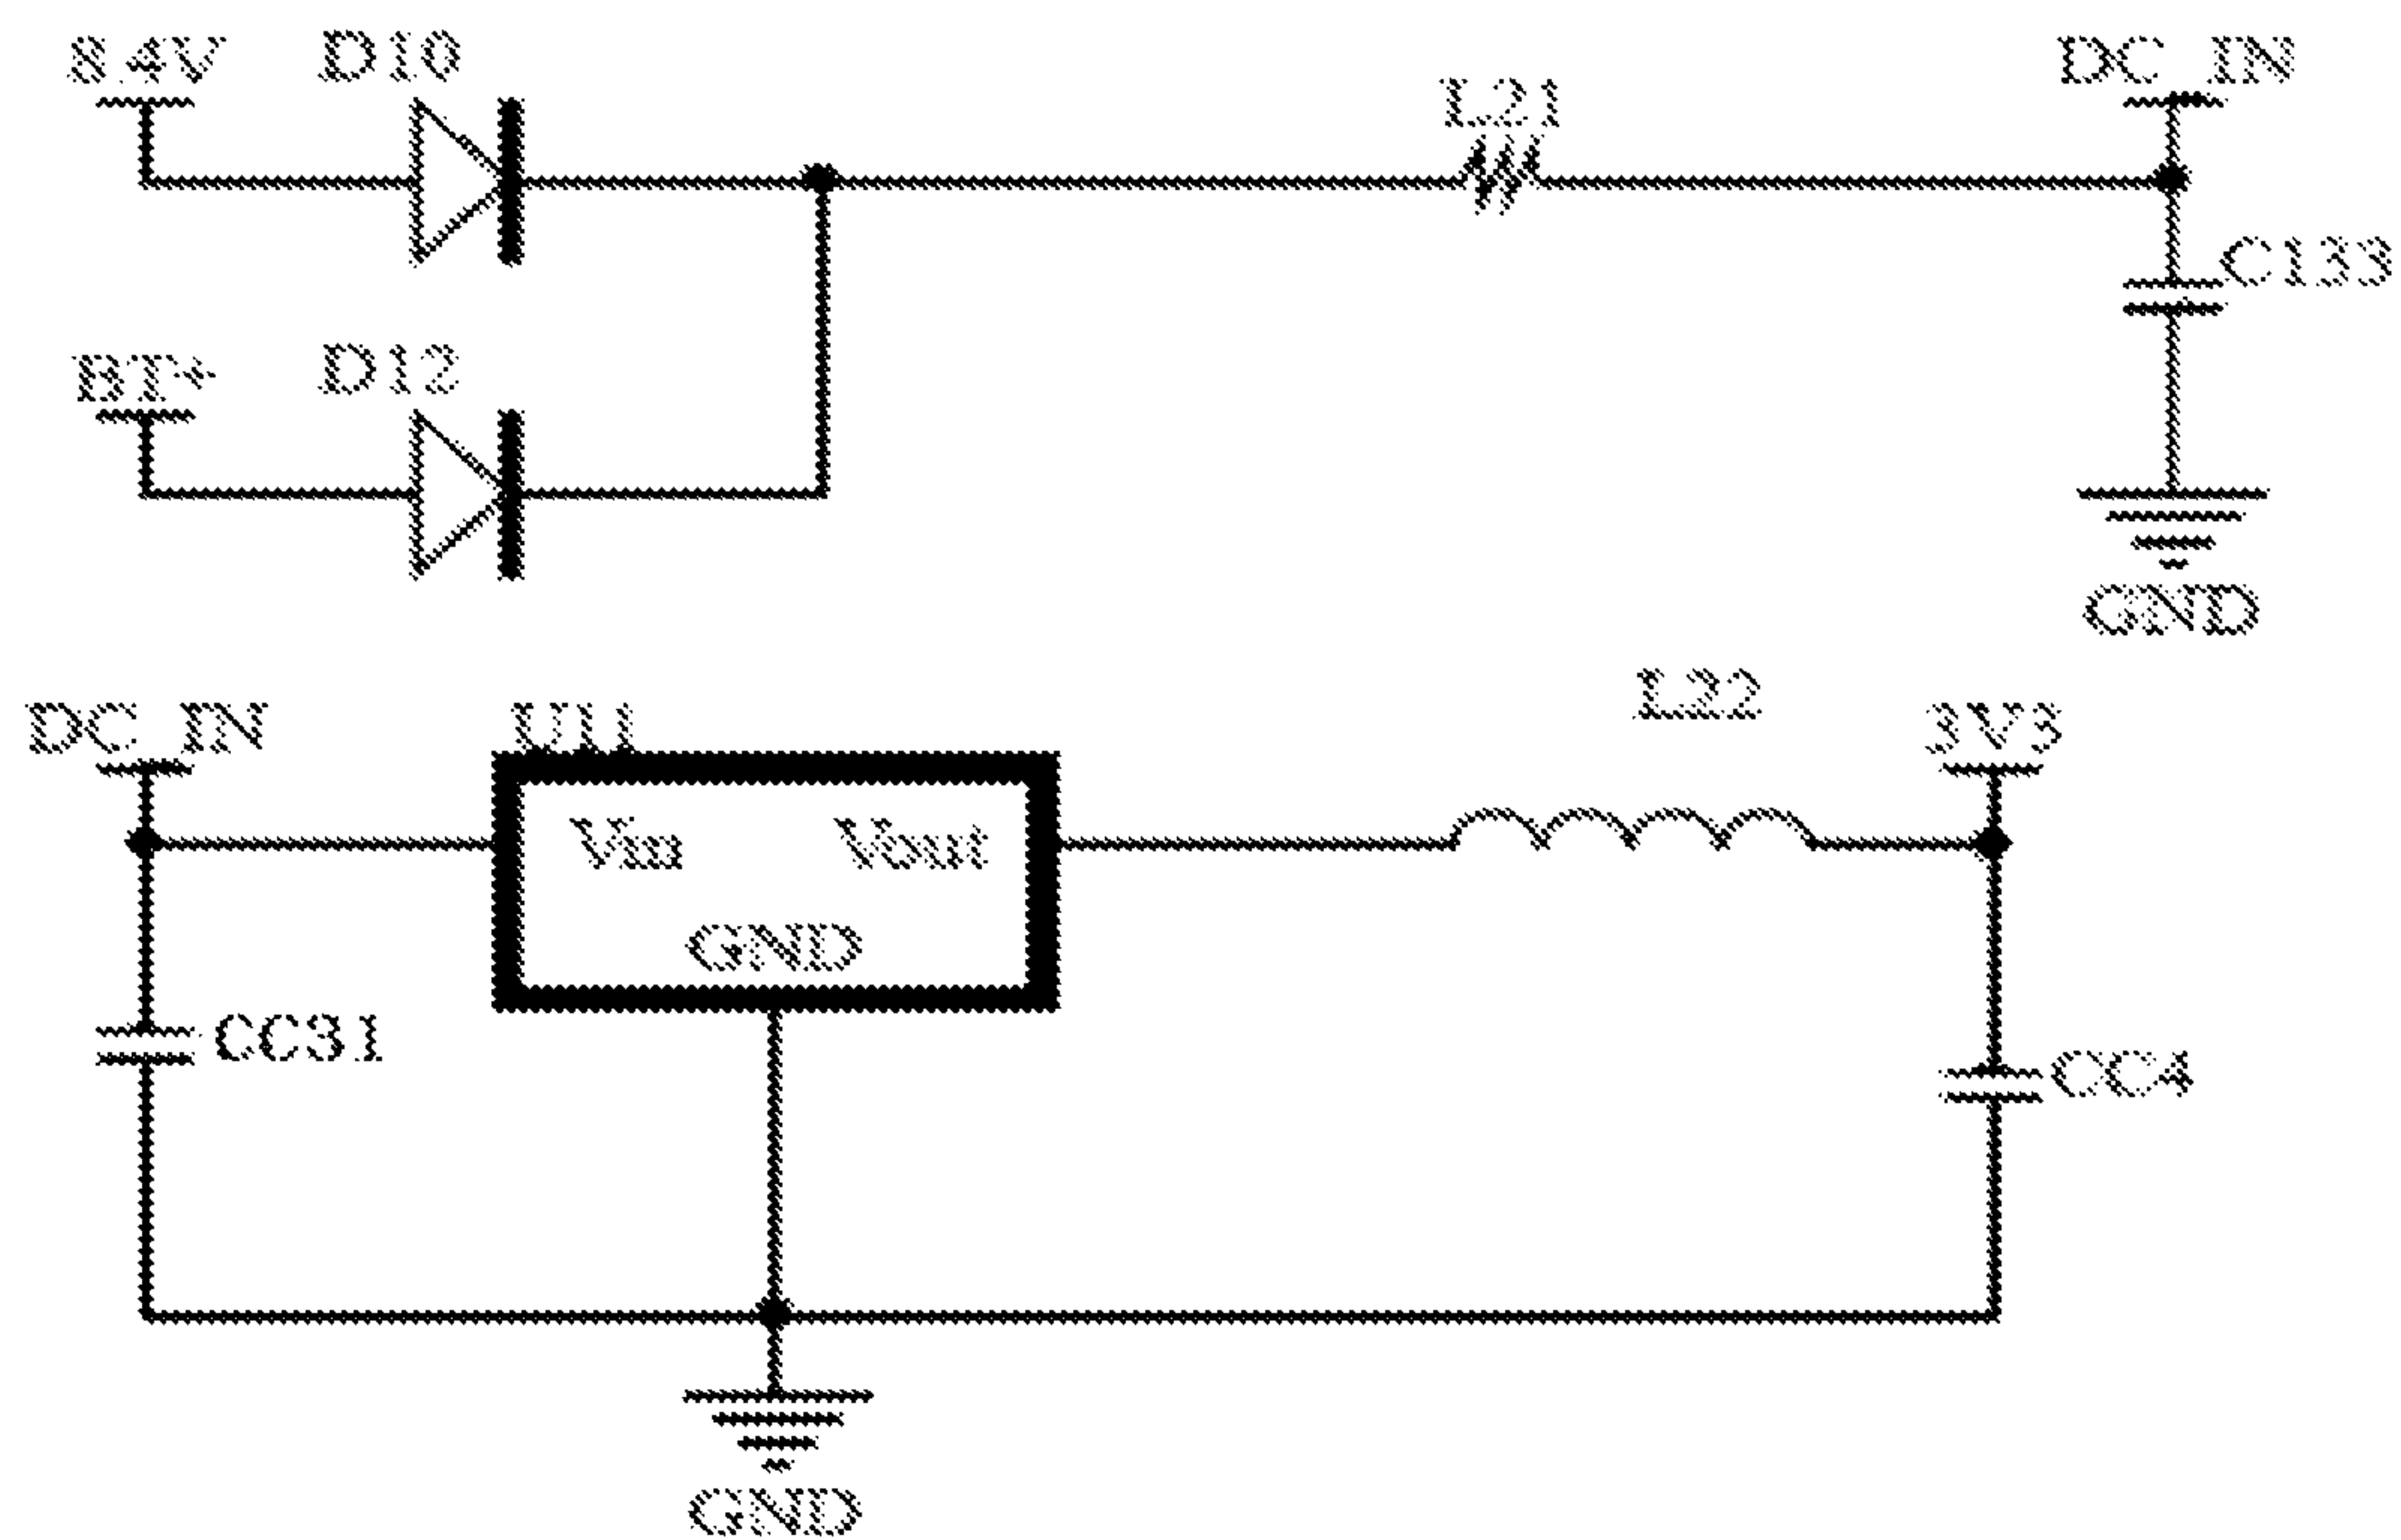 8.4V D10
L21
DC_IN
C133
BT+ D12
GND
L22
DC_IN U11 3V3
Vin Vout
GND
CC31
CC4
GND